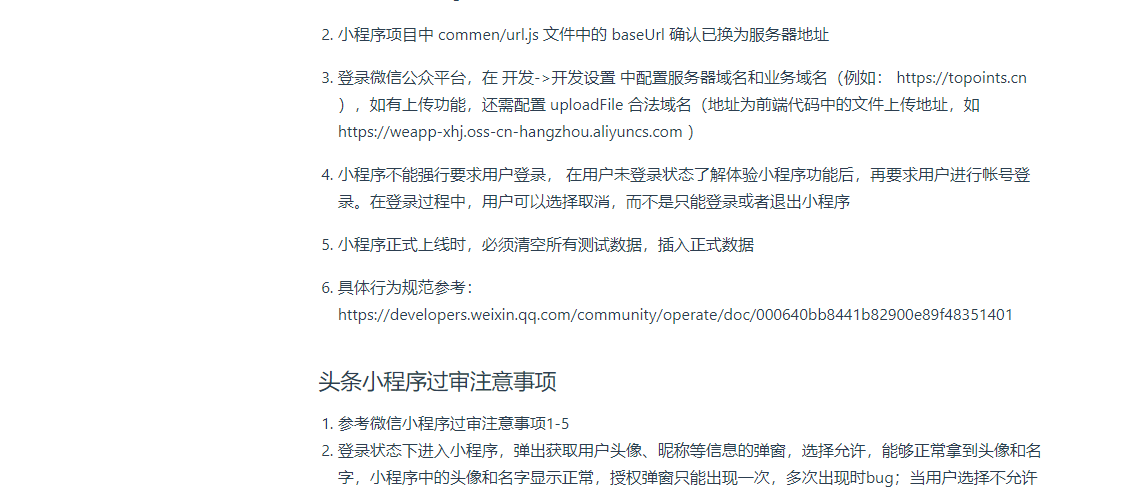 2. 小程序项目中 commen/url.js 文件中的 baseUrl 确认已换为服务器地址
3. 登录微信公众平台，在 开发->开发设置 中配置服务器域名和业务域名（例如： https://topoints.cn
），如有上传功能，还需配置 uploadFile 合法域名（地址为前端代码中的文件上传地址，如
https://weapp-xhj.oss-cn-hangzhou.aliyuncs.com ）
4. 小程序不能强行要求用户登录， 在用户未登录状态了解体验小程序功能后，再要求用户进行帐号登
录。在登录过程中，用户可以选择取消，而不是只能登录或者退出小程序
5. 小程序正式上线时，必须清空所有测试数据，插入正式数据
6. 具体行为规范参考：
https://developers.weixin.qq.com/community/operate/doc/000640bb8441b82900e89f48351401
头条小程序过审注意事项
1. 参考微信小程序过审注意事项1-5
2. 登录状态下进入小程序，弹出获取用户头像、昵称等信息的弹窗，选择允许，能够正常拿到头像和名
字，小程序中的头像和名字显示正常，授权弹窗只能出现一次，多次出现时bug；当用户选择不允许